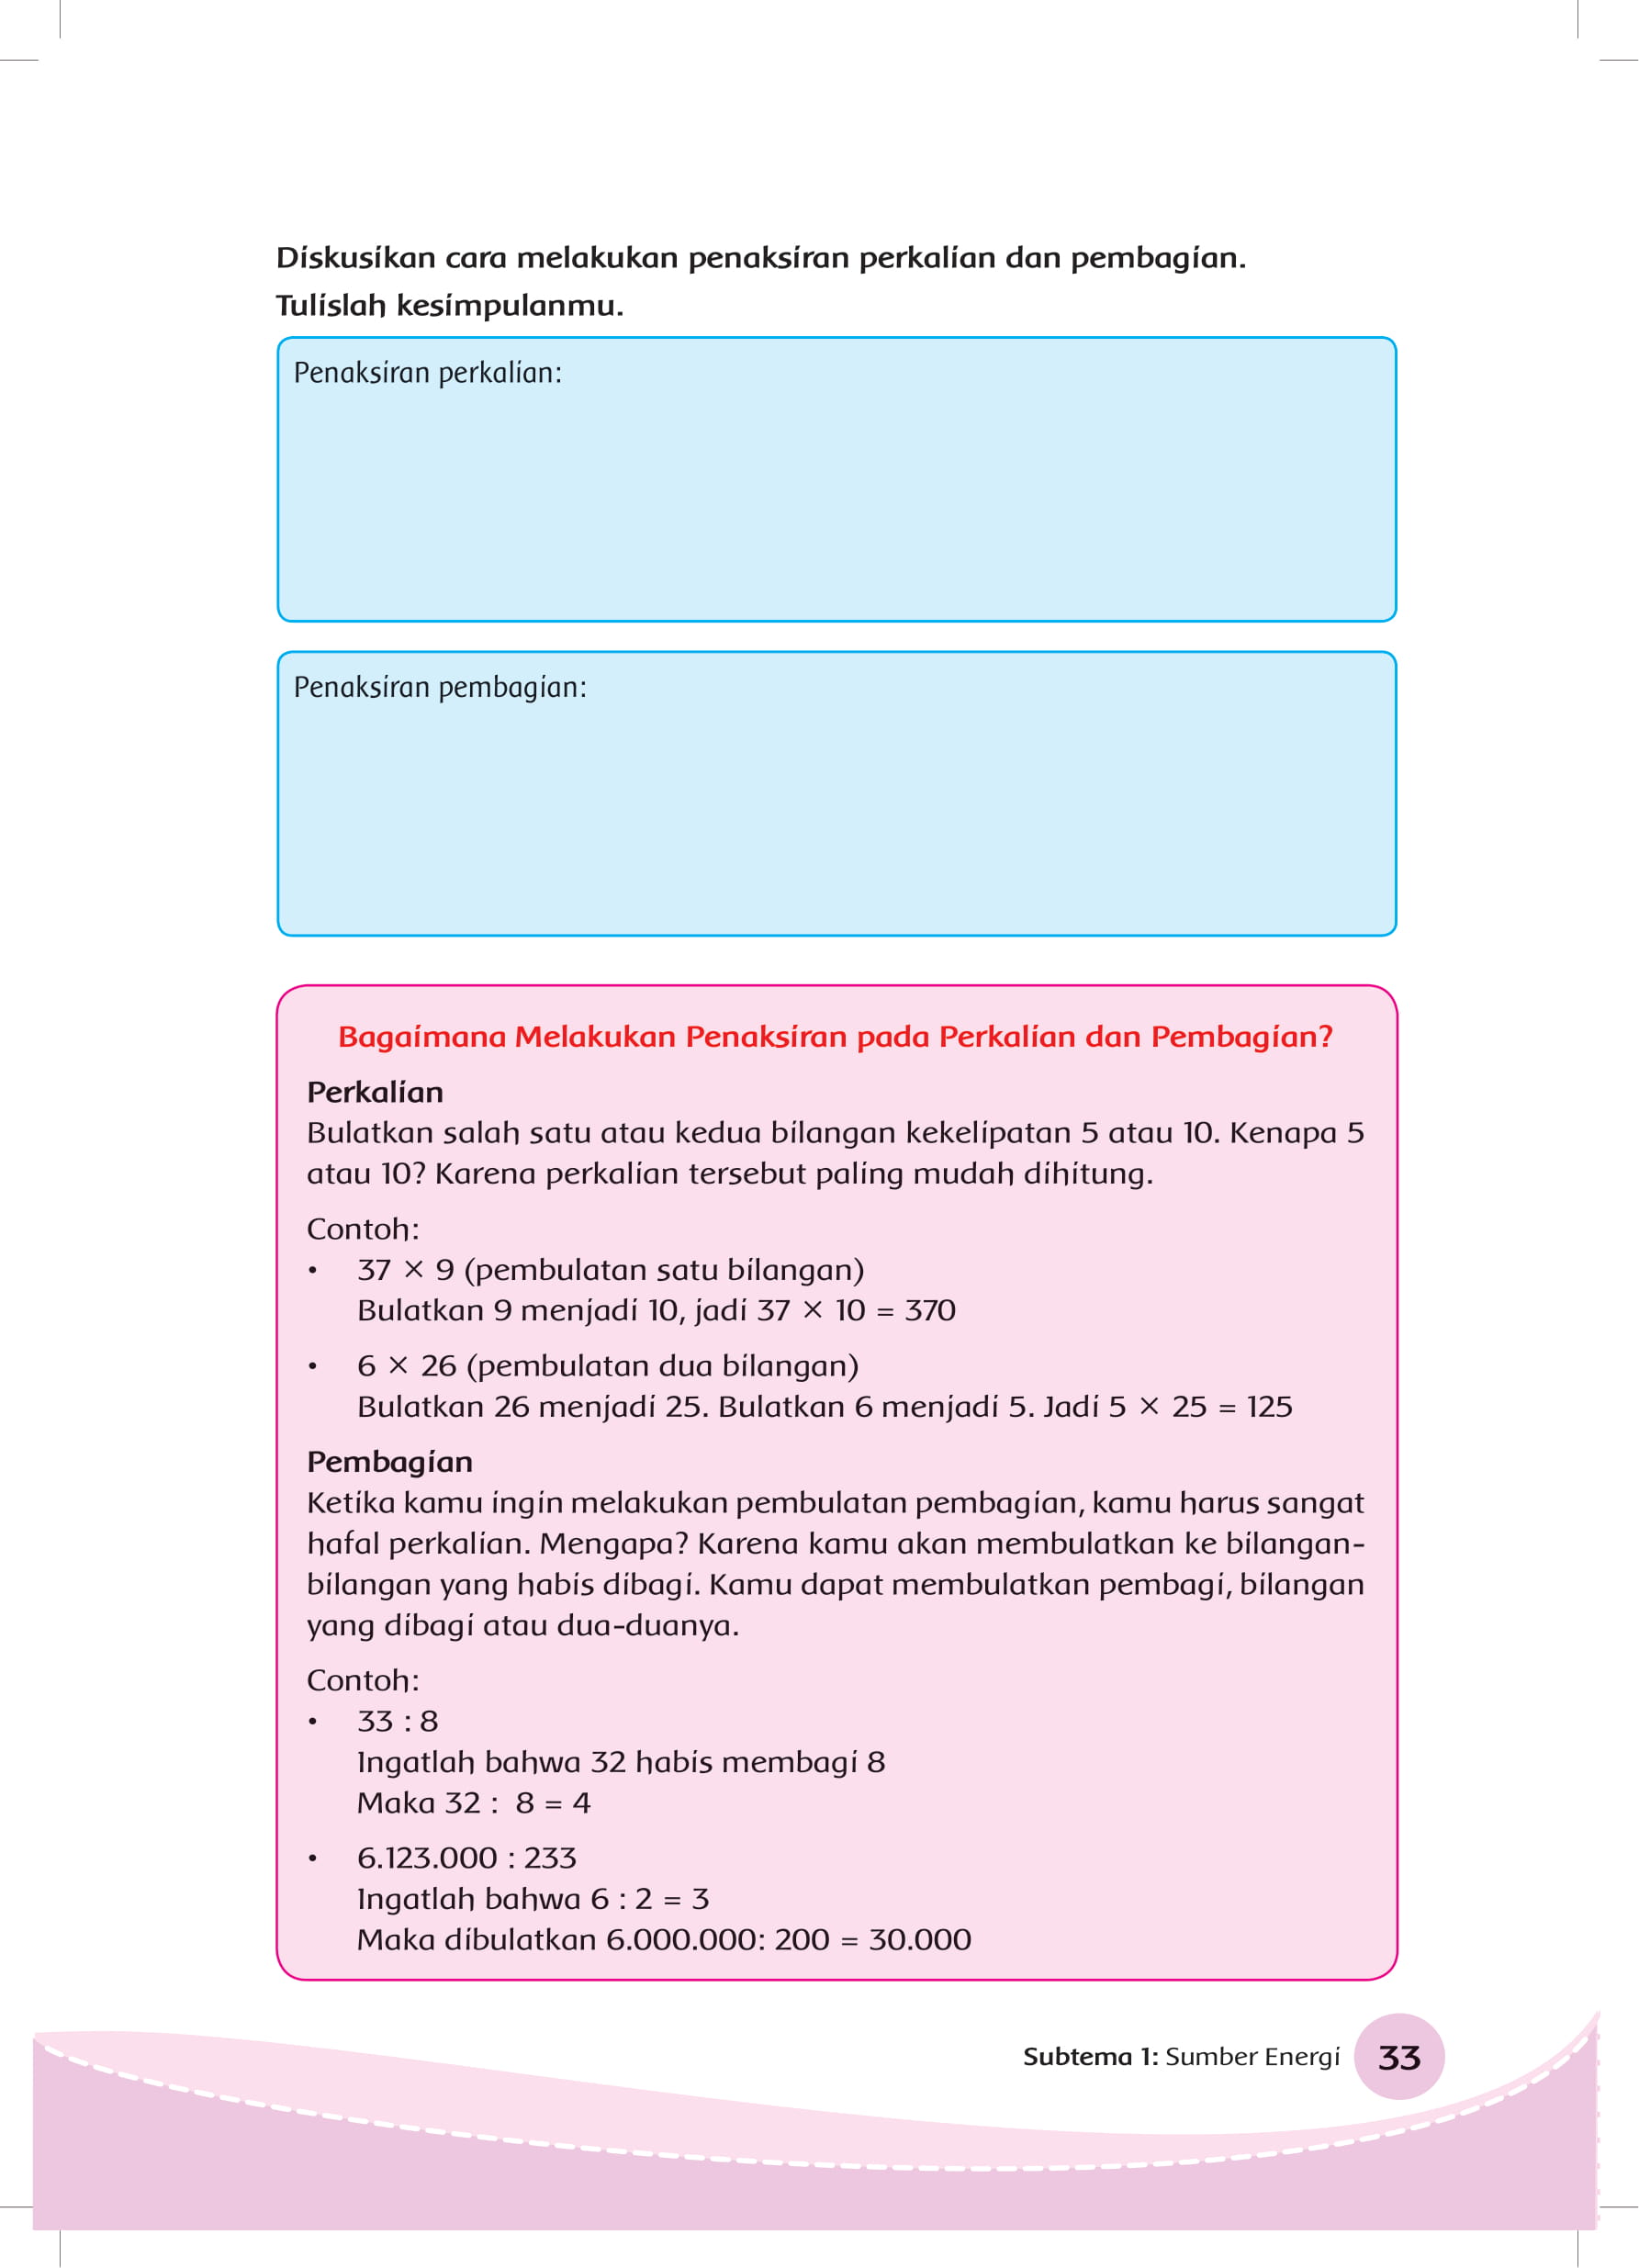 Diskusikan cara melakukan penaksiran perkalian dan pembagian.
Tulislah kesimpulanmu.
Penaksiran perkalian:
Penaksiran pembagian:
Bagaimana Melakukan Penaksiran pada Perkalian dan Pembagian?
Perkalian
Bulatkan salah satu atau kedua bilangan kekelipatan 5 atau 10. Kenapa 5
atau 10? Karena perkalian tersebut paling mudah dihitung.
Contoh:
• 37 × 9 (pembulatan satu bilangan)
Bulatkan 9 menjadi 10, jadi 37 × 10 = 370
• 6 × 26 (pembulatan dua bilangan)
Bulatkan 26 menjadi 25. Bulatkan 6 menjadi 5. Jadi 5 × 25 = 125
Pembagian
Ketika kamu ingin melakukan pembulatan pembagian, kamu harus sangat
hafal perkalian. Mengapa? Karena kamu akan membulatkan ke bilangan-
bilangan yang habis dibagi. Kamu dapat membulatkan pembagi, bilangan
yang dibagi atau dua-duanya.
Contoh:
• 33 : 8
Ingatlah bahwa 32 habis membagi 8
Maka 32 : 8 = 4
• 6.123.000 : 233
Ingatlah bahwa 6 : 2 = 3
Maka dibulatkan 6.000.000: 200 = 30.000
Subtema 1: Sumber Energi 33